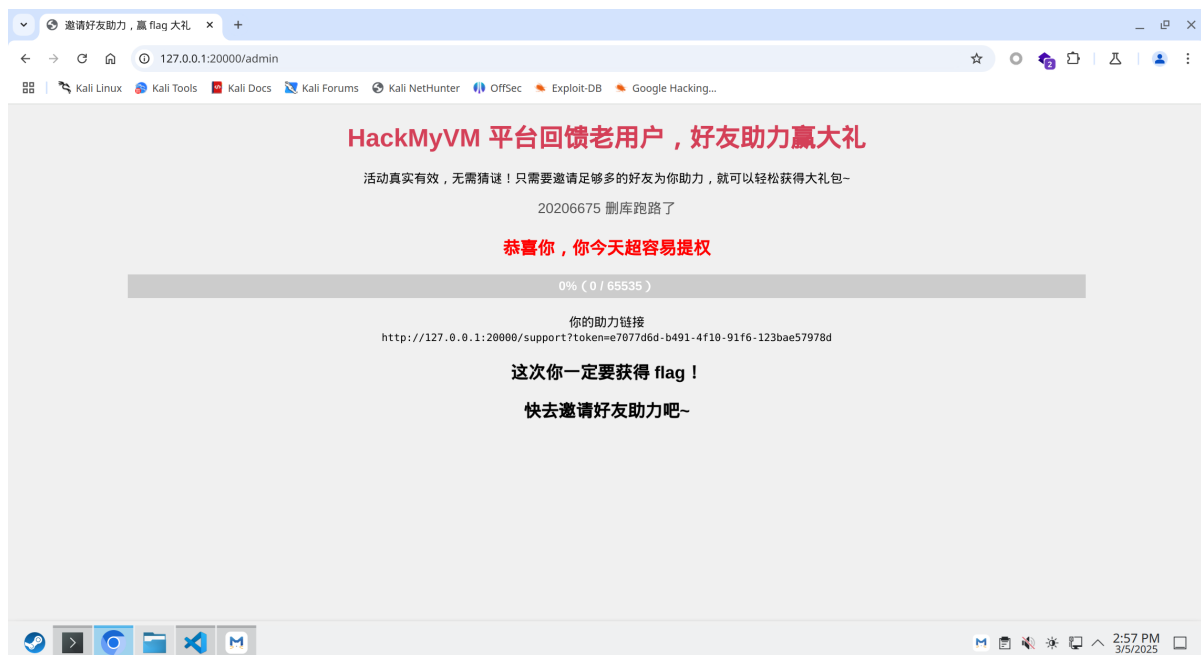 邀请好友助力，赢 flag 大礼
127.0.0.1:20000/admin
2
Kali Linux
Kali Tools
Kali Docs
Kali Forums
Kali NetHunter
OffSec
Exploit-DB
Google Hacking...
HackMyVM 平台回馈老用户，好友助力赢大礼
活动真实有效，无需猜谜！只需要邀请足够多的好友为你助力，就可以轻松获得大礼包~
20206675 删库跑路了
恭喜你，你今天超容易提权
0%（0 / 65535）
你的助力链接
http://127.0.0.1:20000/support?token=e7077d6d-b491-4f10-91f6-123bae57978d
这次你一定要获得 flag！
快去邀请好友助力吧~
2:57 PM
3/5/2025